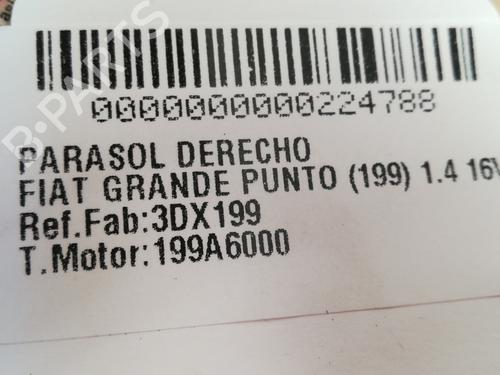 0000000000224788
PARASOL DERECHO
FIAT GRANDE PUNTO (199) 1.4 16V
Ref.Fab:3DX199
T.Motor:199A6000
B-PARTS